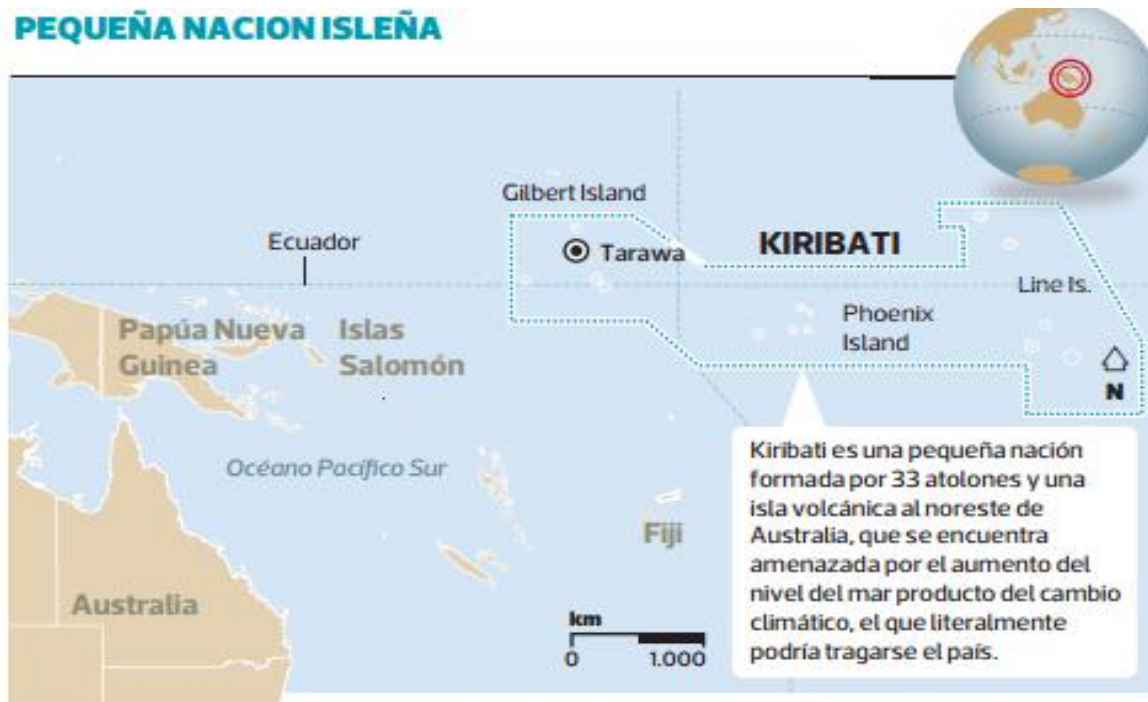 PEQUEÑA NACION ISLEÑA
Gilbert Island
Ecuador
Tarawa
KIRIBATI
Line Is.
Papúa Nueva
Guinea
Islas
Salomón
Phoenix
Island
N
Océano Pacífico Sur
Fiji
Australia
km
0 1.000
Kiribati es una pequeña nación
formada por 33 atolones y una
isla volcánica al noreste de
Australia, que se encuentra
amenazada por el aumento del
nivel del mar producto del cambio
climático, el que literalmente
podría tragarse el país.